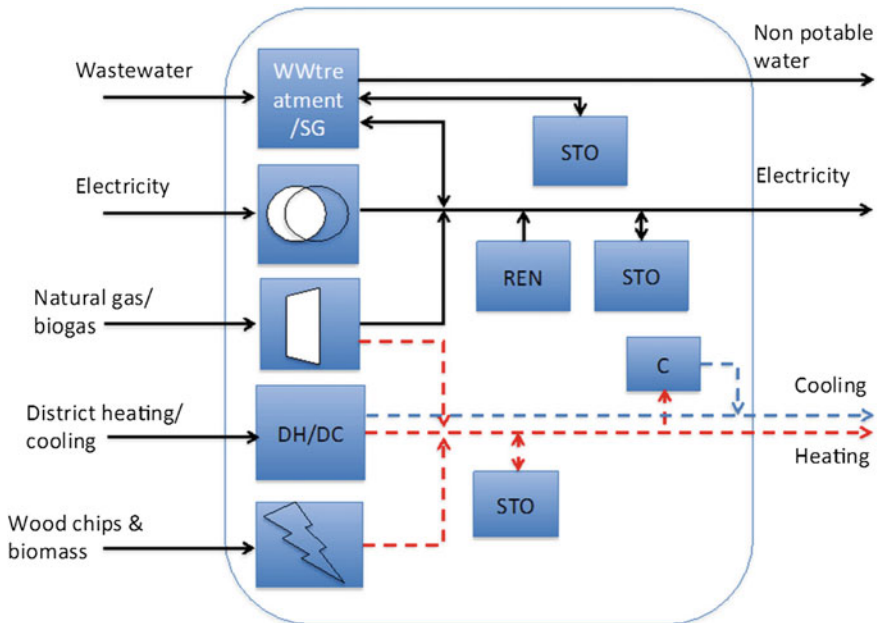 Wastewater
WWtre
atment
/SG
Non potable
water
STO
Electricity
Electricity
REN
STO
Natural gas/
biogas
C
Cooling
District heating/
cooling
DH/DC
Heating
STO
Wood chips &
biomass